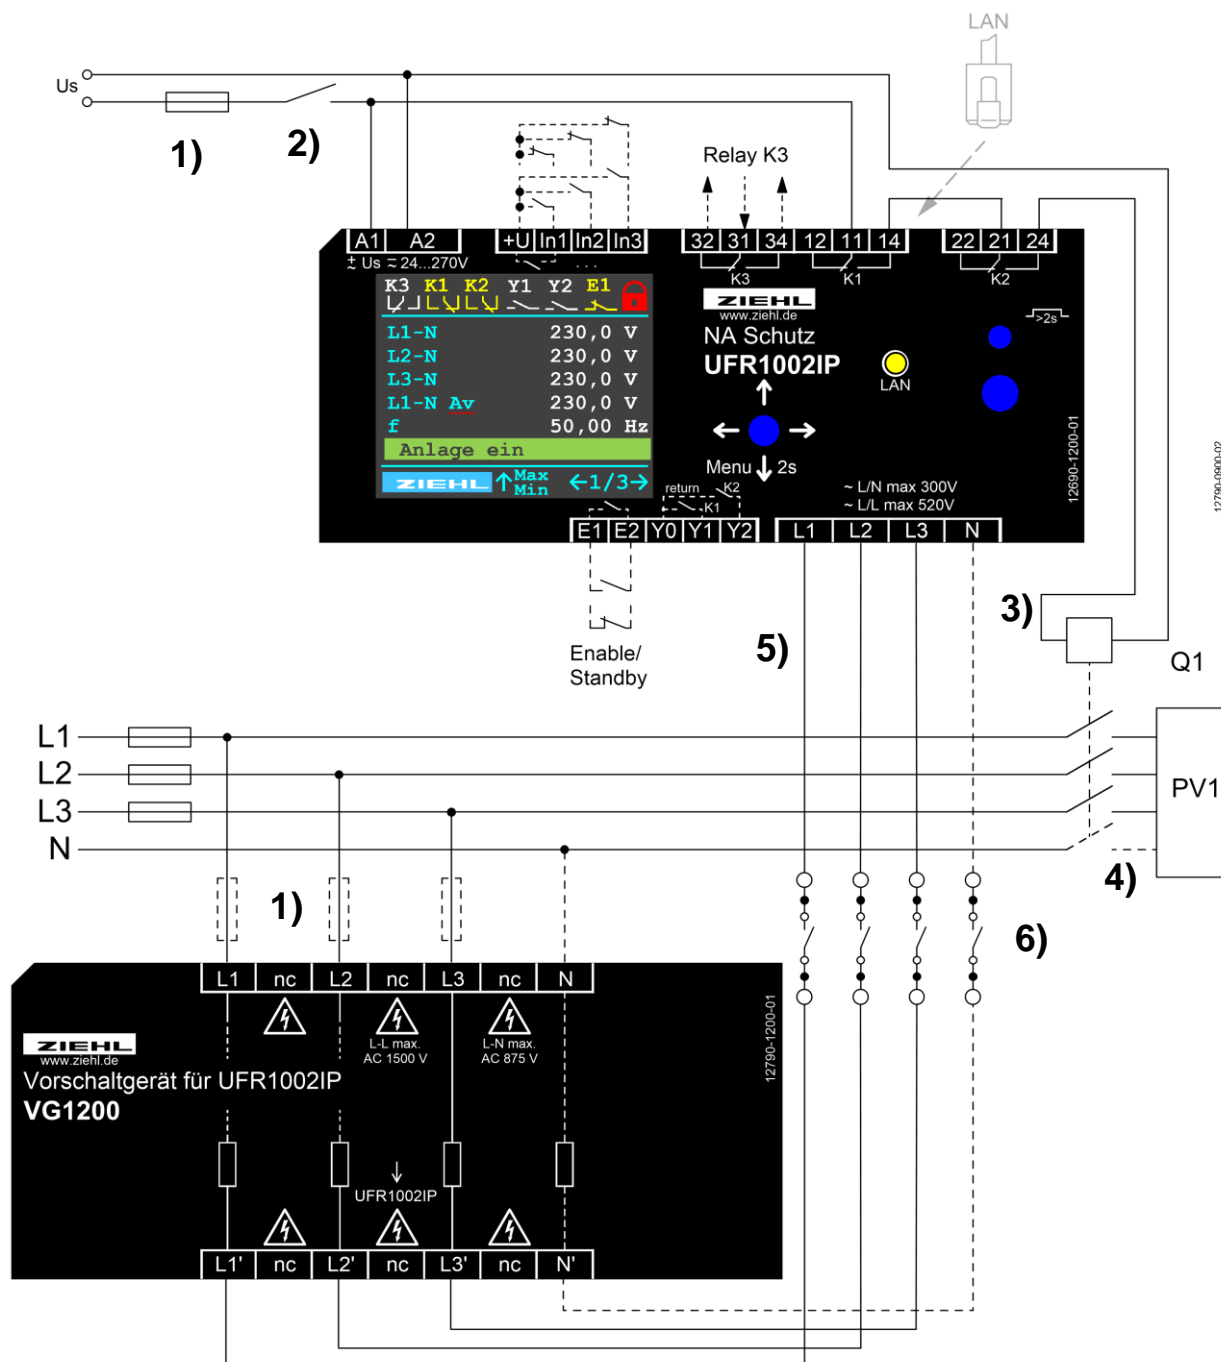 LAN
Us
1)
2)
Relay K3
A1 A2 +U In1 In2 In3 32 31 34 12 11 14 22 21 24
Us 24...270V
...
K3 K1 K2
K3 K1 K2 Y1 Y2 E1
ZIEHL
www.ziehl.de
NA Schutz
UFR1002IP
>2s
LAN
L1-N 230,0 V
L2-N 230,0 V
L3-N 230,0 V
L1-N Av 230,0 V
f 50,00 Hz
Anlage ein
ZIEHL ↑ Max Min ←1/3→
Menu 2s
return K2
K1
~ L/N max 300V
~ L/L max 520V
12690-1200-01
12790-0900-02
E1 E2 Y0 Y1 Y2 L1 L2 L3 N
Enable/
Standby
3)
5)
Q1
L1
L2
L3
N
PV1
4)
1)
6)
L1 nc L2 nc L3 nc N
L-L max.
AC 1500 V
L-N max.
AC 875 V
12790-1200-01
ZIEHL
www.ziehl.de
Vorschaltgerät für UFR1002IP
VG1200
UFR1002IP
L1' nc L2' nc L3' nc N'